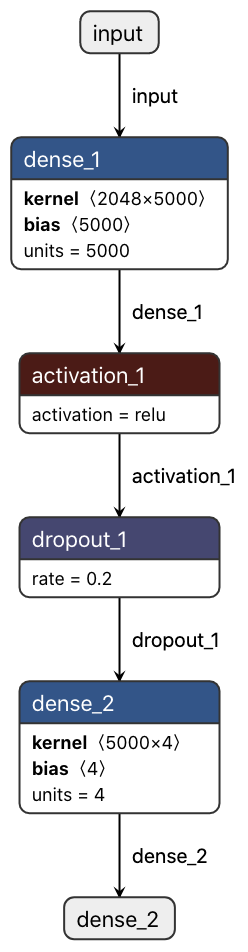 input
input
dense_1
kernel 〈2048×5000〉
bias 〈5000〉
units = 5000
dense_1
activation_1
activation = relu
activation_1
dropout_1
rate = 0.2
dropout_1
dense_2
kernel 〈5000×4〉
bias 〈4〉
units = 4
dense_2
dense_2